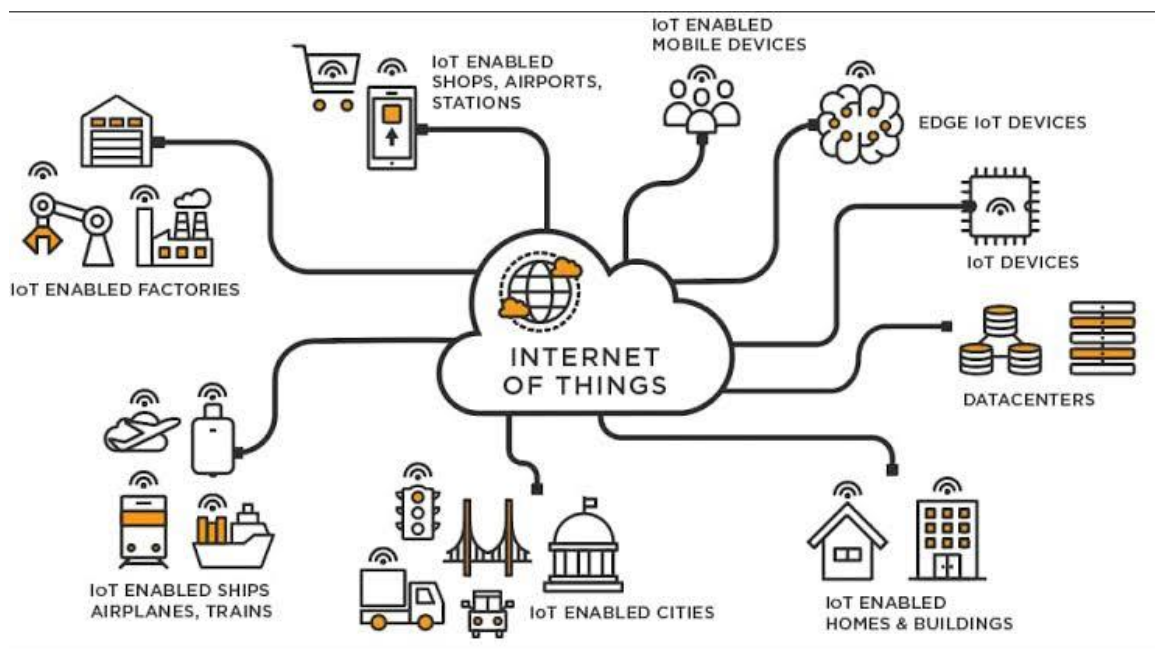 IoT ENABLED
MOBILE DEVICES
IoT ENABLED
SHOPS, AIRPORTS,
STATIONS
EDGE IoT DEVICES
IoT DEVICES
IoT ENABLED FACTORIES
INTERNET
OF THINGS
DATACENTERS
IoT ENABLED SHIPS
AIRPLANES, TRAINS
IoT ENABLED CITIES
IoT ENABLED
HOMES & BUILDINGS